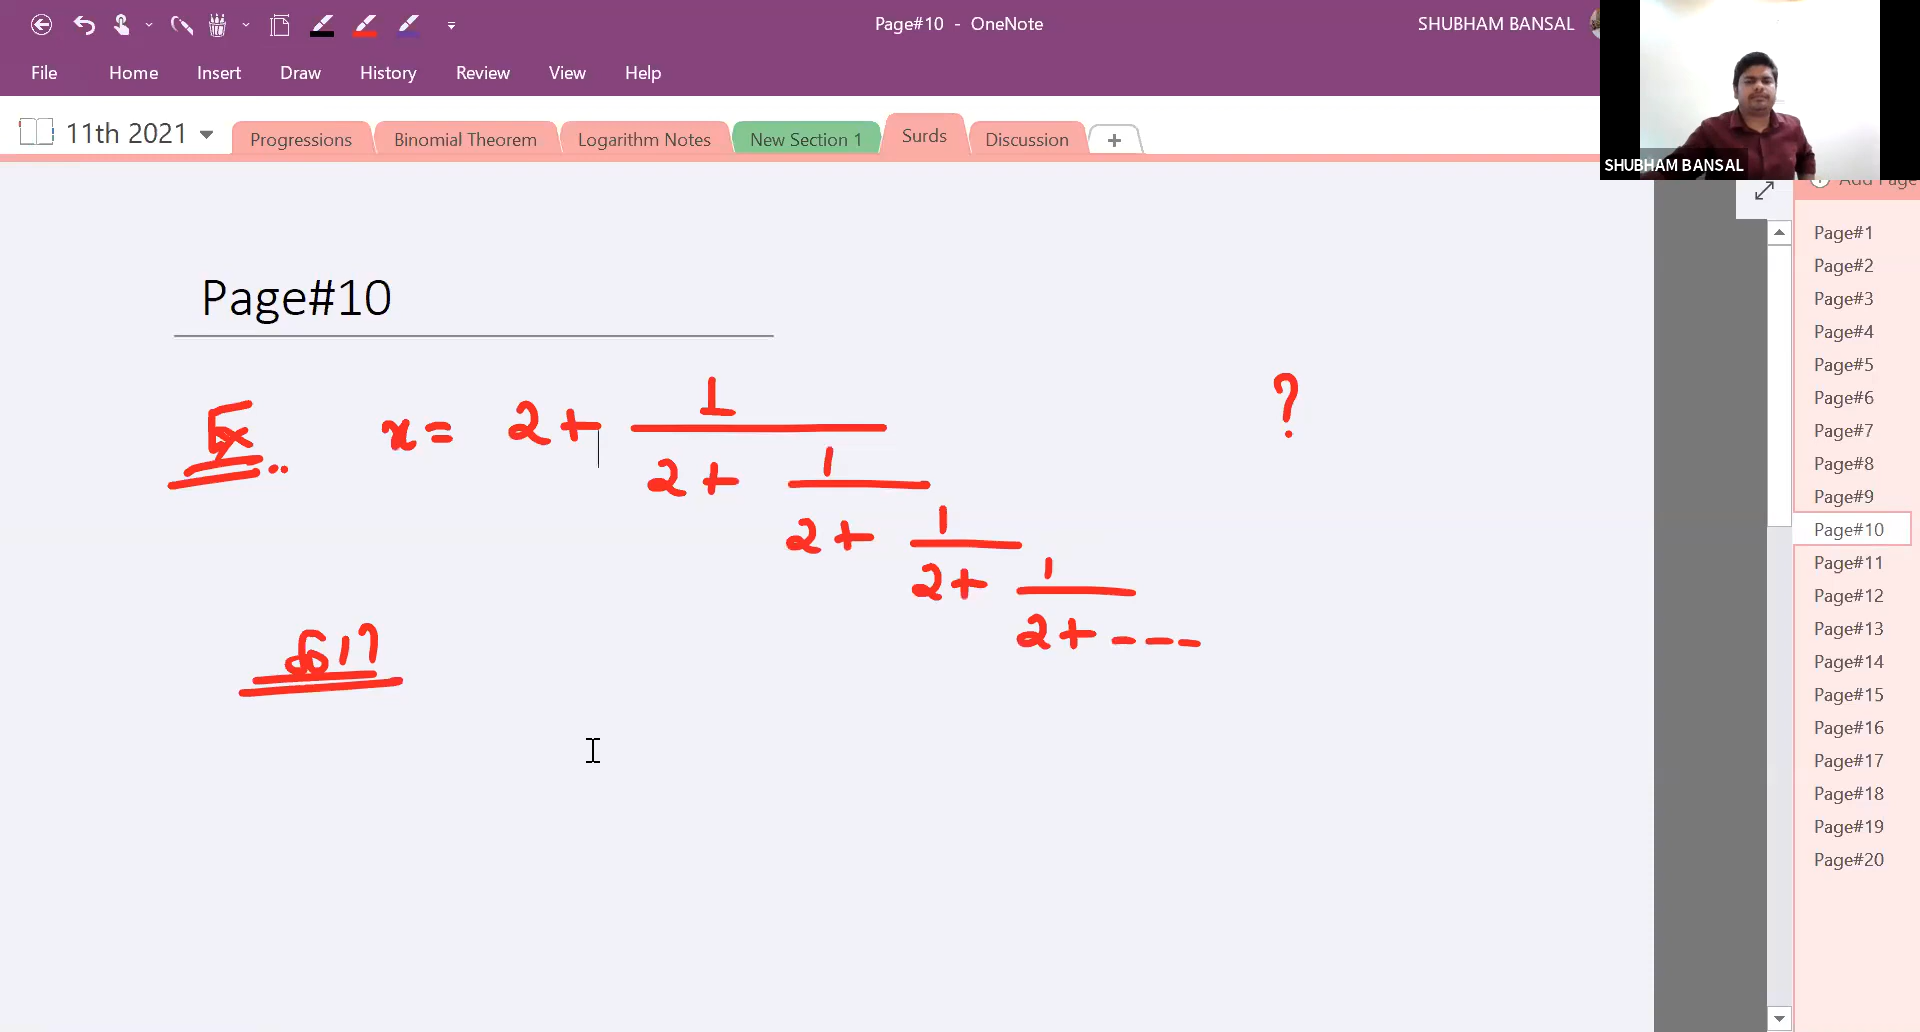 Page#10 - OneNote
SHUBHAM BANSAL
File Home Insert Draw History Review View Help
SHUBHAM BANSAL
11th 2021
Progressions Binomial Theorem Logarithm Notes New Section 1 Surds Discussion +
Add Page
Page#10
Ex
x = 2 + 1
2 + 1
2 + 1
2 + 1
2 + ---
?
Page#1
Page#2
Page#3
Page#4
Page#5
Page#6
Page#7
Page#8
Page#9
Page#10
Page#11
Page#12
Page#13
Page#14
Page#15
Page#16
Page#17
Page#18
Page#19
Page#20